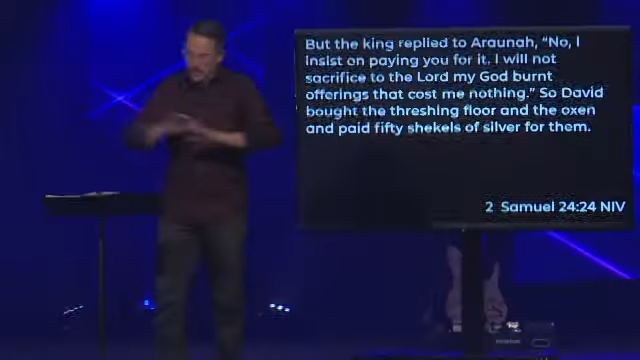 But the king replied to Araunah, "No, I
insist on paying you for it. I will not
sacrifice to the Lord my God burnt
offerings that cost me nothing." So David
bought the threshing floor and the oxen
and paid fifty shekels of silver for them.
2 Samuel 24:24 NIV